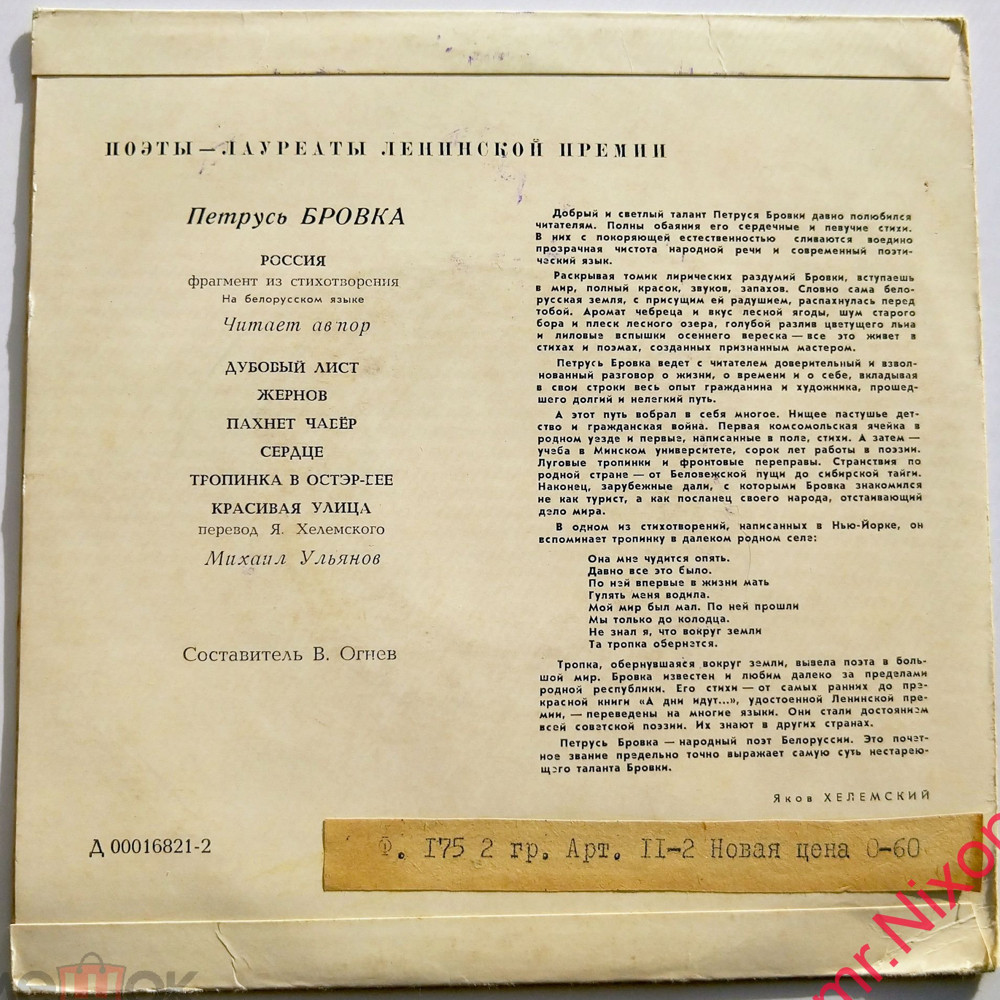 ПОЭТЫ — ЛАУРЕАТЫ ЛЕНИНСКОЙ ПРЕМИИ
Петрусь БРОВКА
РОССИЯ
фрагмент из стихотворения
На белорусском языке
Читает автор
ДУБОВЫЙ ЛИСТ
ЖЕРНОВ
ПАХНЕТ ЧАБЁР
СЕРДЦЕ
ТРОПИНКА В ОСТЭР-БЕЕ
КРАСИВАЯ УЛИЦА
перевод Я. Хелемского
Михаил Ульянов
Составитель В. Огнев
Добрый и светлый талант Петруся Бровки давно полюбился
читателям. Полны обаяния его сердечные и певучие стихи.
В них с покоряющей естественностью сливаются воедино
прозрачная чистота народной речи и современный поэти-
ческий язык.
Раскрывая томик лирических раздумий Бровки, вступаешь
в мир, полный красок, звуков, запахов. Словно сама бело-
русская земля, с присущим ей радушием, распахнулась перед
тобой. Аромат чебреца и вкус лесной ягоды, шум старого
бора и плеск лесного озера, голубой разлив цветущего льна
и лиловые вспышки осеннего вереска — все это живет в
стихах и поэмах, созданных признанным мастером.
Петрусь Бровка ведет с читателем доверительный и взвол-
нованный разговор о жизни, о времени и о себе, вкладывая
в свои строки весь опыт гражданина и художника, прошед-
шего долгий и нелегкий путь.
А этот путь вобрал в себя многое. Нищее пастушье дет-
ство и гражданская война. Первая комсомольская ячейка в
родном уезде и первые, написанные в поле, стихи. А затем —
учеба в Минском университете, сорок лет работы в поэзии.
Луговые тропинки и фронтовые переправы. Странствия по
родной стране — от Беловежской пущи до сибирской тайги.
Наконец, зарубежные дали, с которыми Бровка знакомился
не как турист, а как посланец своего народа, отстаивающий
дело мира.
В одном из стихотворений, написанных в Нью-Йорке, он
вспоминает тропинку в далеком родном селе:
Она мне чудится опять.
Давно все это было.
По ней впервые в жизни мать
Гулять меня водила.
Мой мир был мал. По ней прошли
Мы только до колодца.
Не знал я, что вокруг земли
Та тропка обернется.
Тропка, обернувшаяся вокруг земли, вывела поэта в боль-
шой мир. Бровка известен и любим далеко за пределами
родной республики. Его стихи — от самых ранних до пре-
красной книги «А дни идут...», удостоенной Ленинской пре-
мии, — переведены на многие языки. Они стали достоянием
всей советской поэзии. Их знают в других странах.
Петрусь Бровка — народный поэт Белоруссии. Это почет-
ное звание предельно точно выражает самую суть нестарею-
щего таланта Бровки.
Яков ХЕЛЕМСКИЙ
Д 00016821-2
Ф. 175 2 гр. Арт. II-2 Новая цена 0-60
mr.Nixon